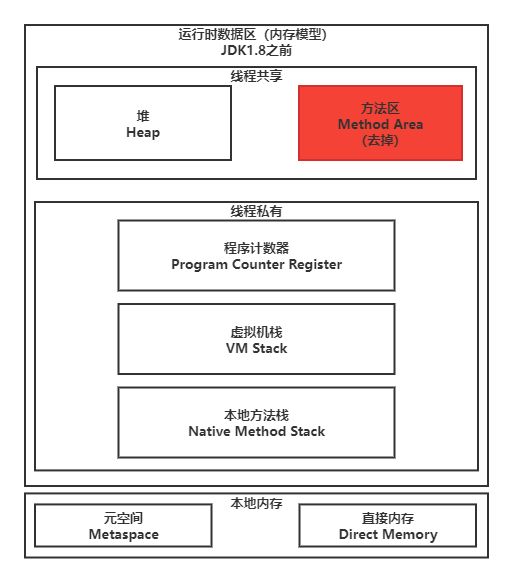 运行时数据区（内存模型）
JDK1.8之前
线程共享
堆
Heap
方法区
Method Area
（去掉）
线程私有
程序计数器
Program Counter Register
虚拟机栈
VM Stack
本地方法栈
Native Method Stack
本地内存
元空间
Metaspace
直接内存
Direct Memory